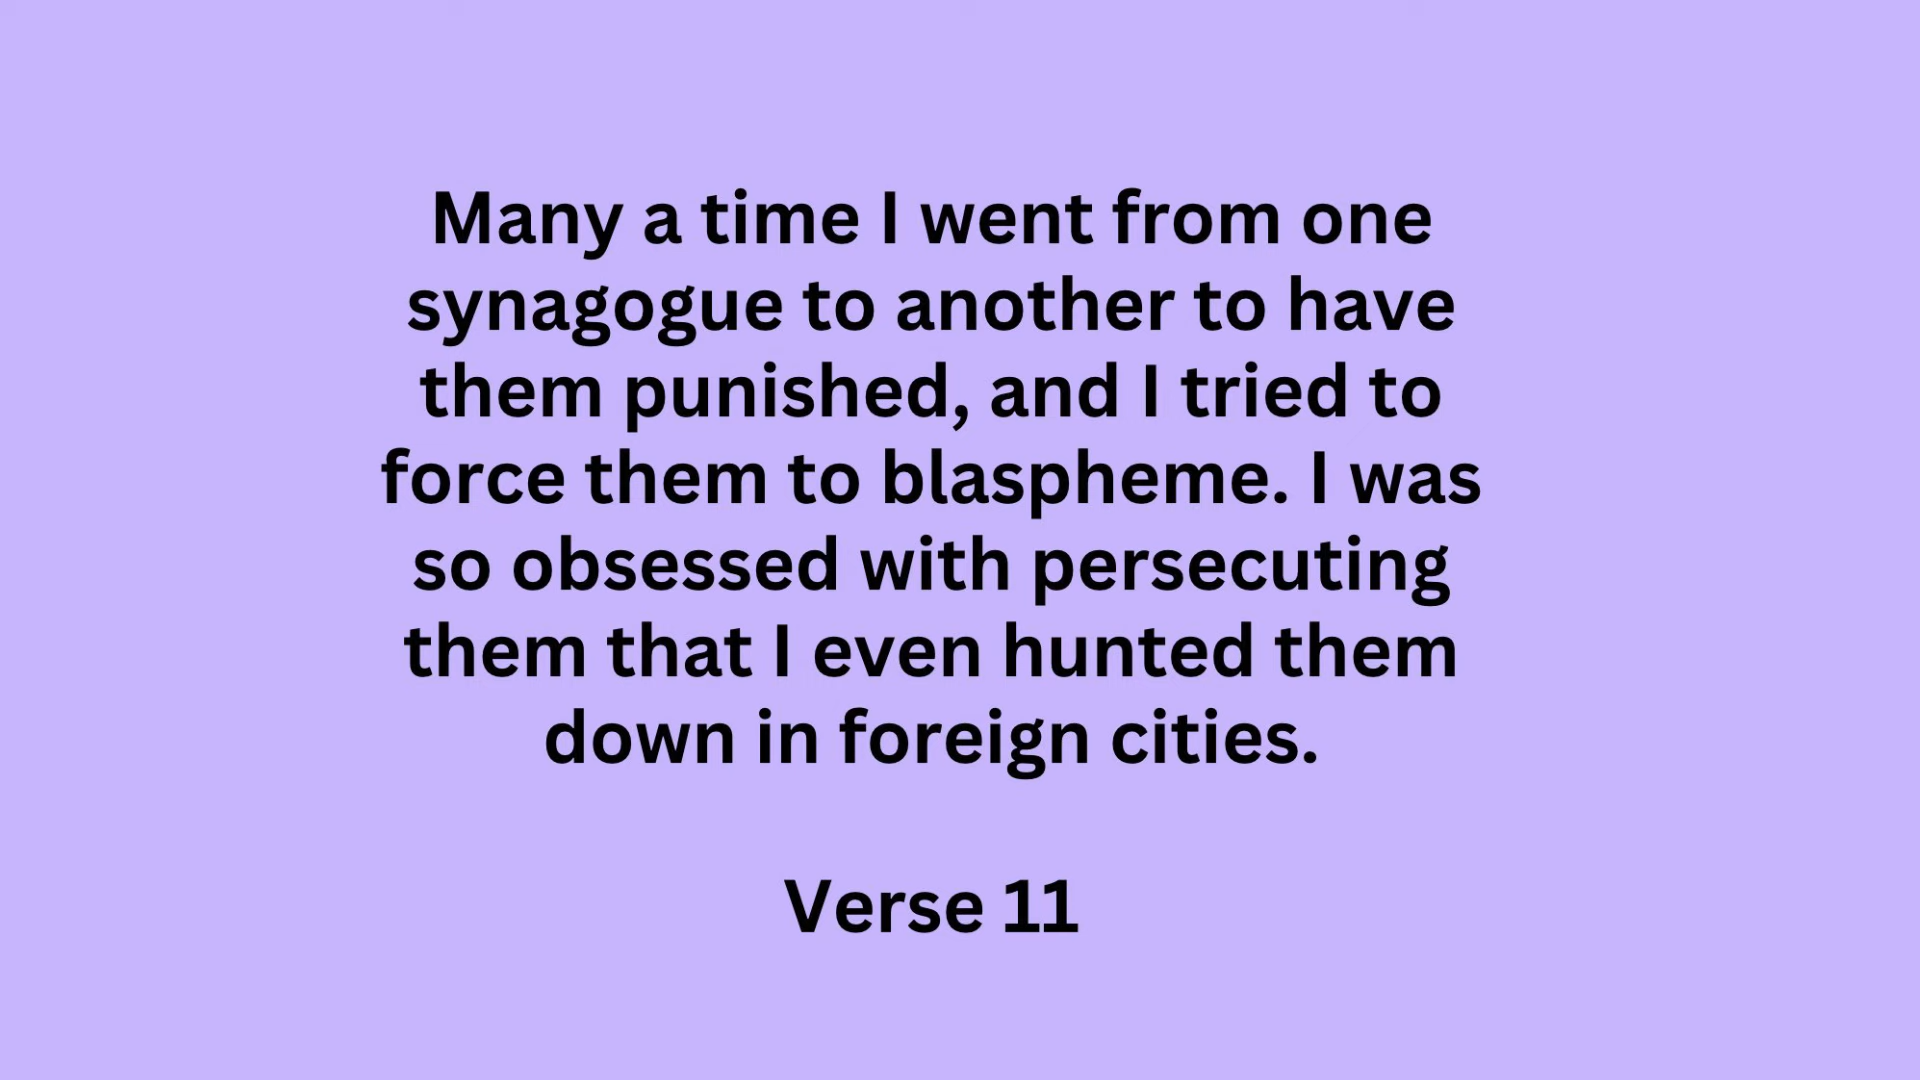 Many a time I went from one
synagogue to another to have
them punished, and I tried to
force them to blaspheme. I was
so obsessed with persecuting
them that I even hunted them
down in foreign cities.
Verse 11